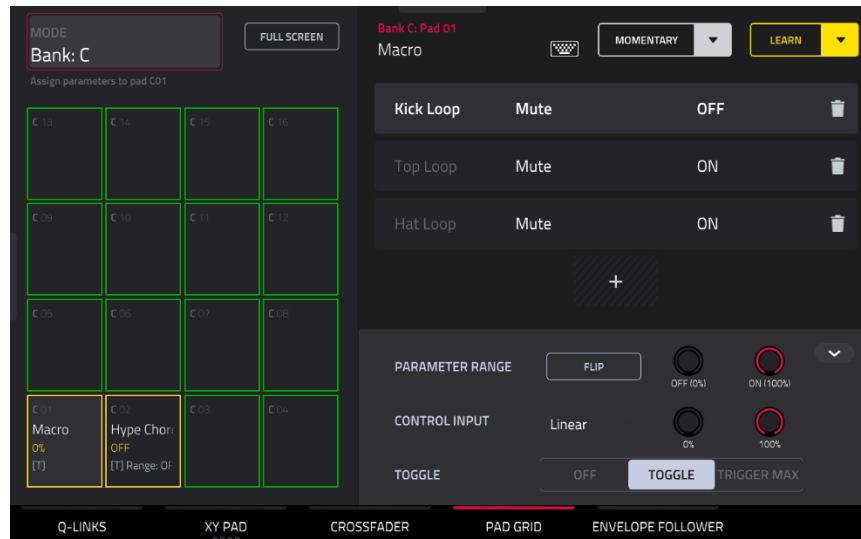 MODE
Bank: C
FULL SCREEN
Assign parameters to pad C01
C 13
C 14
C 15
C 16
C 09
C 10
C 11
C 12
C 05
C 06
C 07
C 08
C 01
Macro
0%
[T]
C 02
Hype Chor
OFF
[T] Range: OF
C 03
C 04
Bank C: Pad 01
Macro
MOMENTARY
LEARN
Kick Loop Mute OFF
Top Loop Mute ON
Hat Loop Mute ON
+
PARAMETER RANGE FLIP OFF (0%) ON (100%)
CONTROL INPUT Linear 0% 100%
TOGGLE OFF TOGGLE TRIGGER MAX
Q-LINKS XY PAD CROSSFADER PAD GRID ENVELOPE FOLLOWER